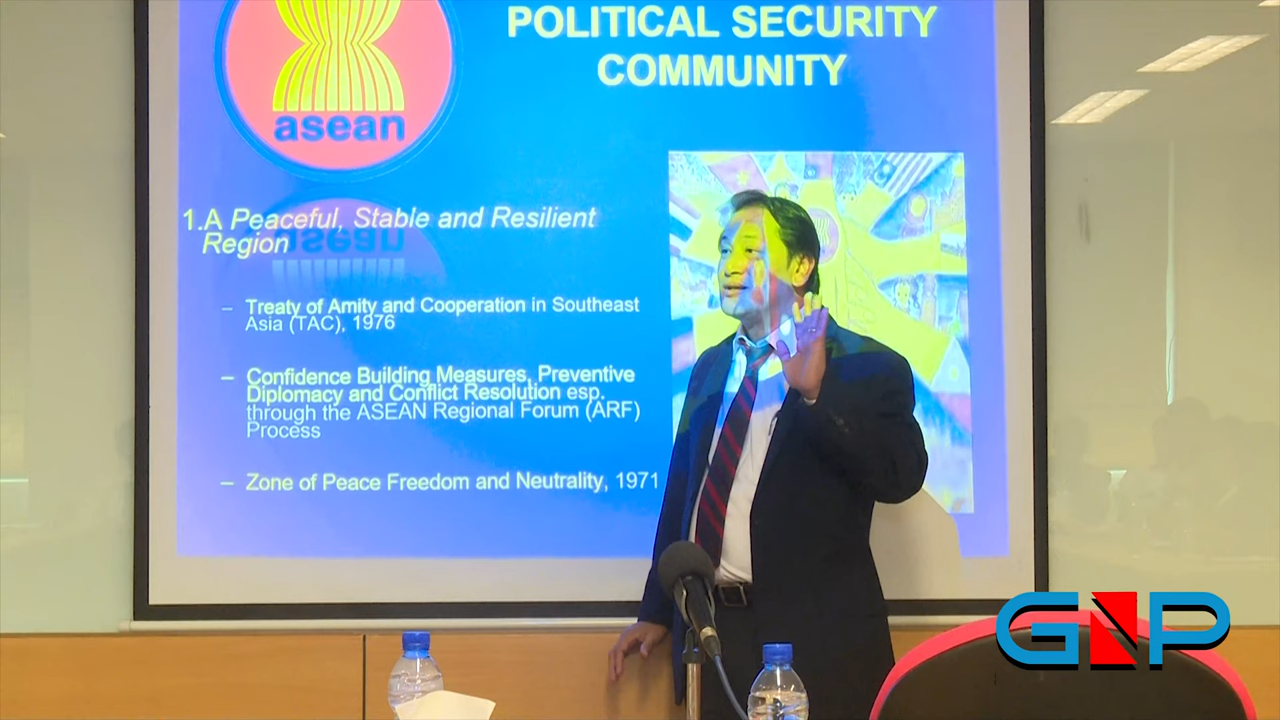 POLITICAL SECURITY
COMMUNITY
asean
1.A Peaceful, Stable and Resilient
Region
asean
– Treaty of Amity and Cooperation in Southeast
Asia (TAC), 1976
– Confidence Building Measures, Preventive
Diplomacy and Conflict Resolution esp.
through the ASEAN Regional Forum (ARF)
Process
– Zone of Peace Freedom and Neutrality, 1971
GNP